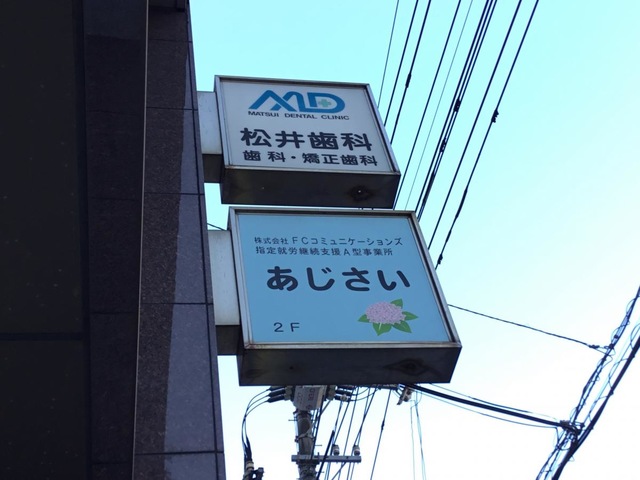 MD
MATSUI DENTAL CLINIC
松井歯科
歯科・矯正歯科
株式会社FCコミュニケーションズ
指定就労継続支援A型事業所
あじさい
2F